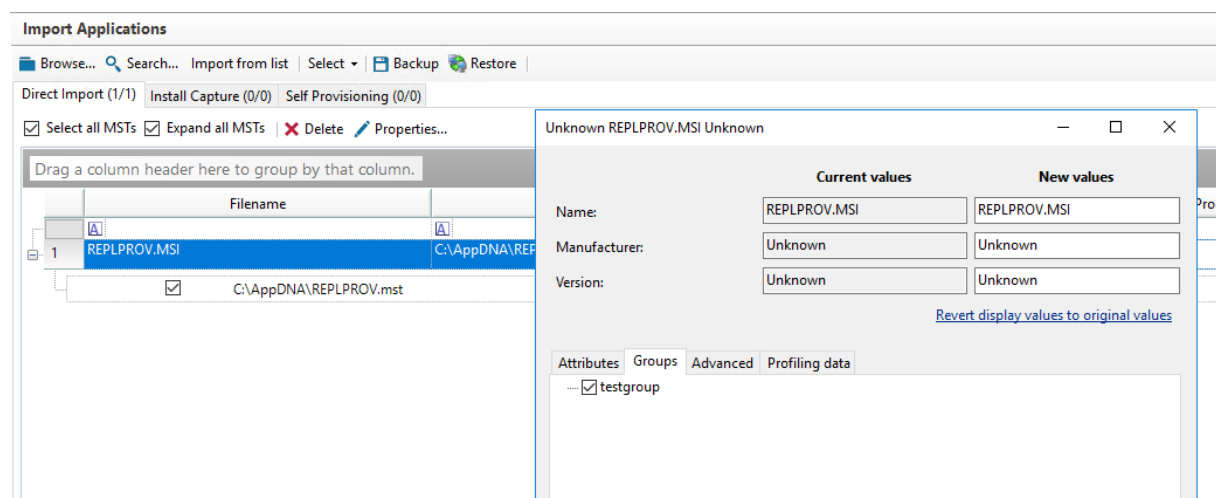 Import Applications
Browse... Search... Import from list Select Backup Restore
Direct Import (1/1) Install Capture (0/0) Self Provisioning (0/0)
Select all MSTs Expand all MSTs Delete Properties...
Drag a column header here to group by that column.
Filename
A A
1 REPLPROV.MSI C:\AppDNA\REP
C:\AppDNA\REPLPROV.mst
Unknown REPLPROV.MSI Unknown
Current values New values
Name: REPLPROV.MSI REPLPROV.MSI
Manufacturer: Unknown Unknown
Version: Unknown Unknown
Revert display values to original values
Attributes Groups Advanced Profiling data
testgroup